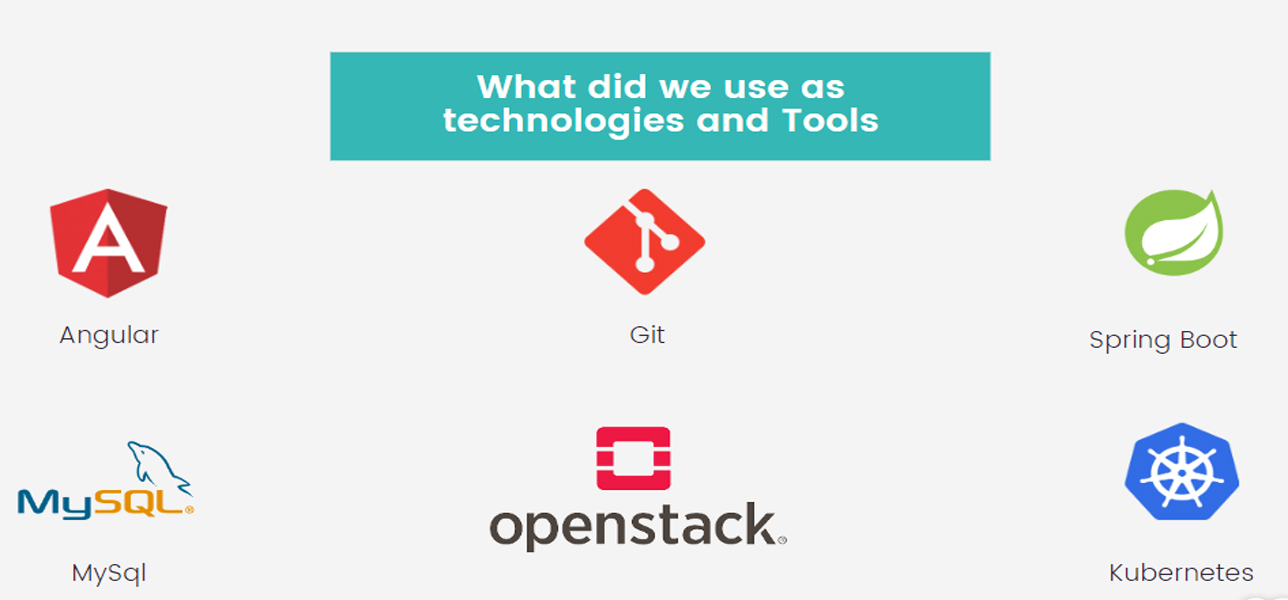 What did we use as
technologies and Tools
Angular
Git
Spring Boot
MySQL®
openstack®
MySql
Kubernetes